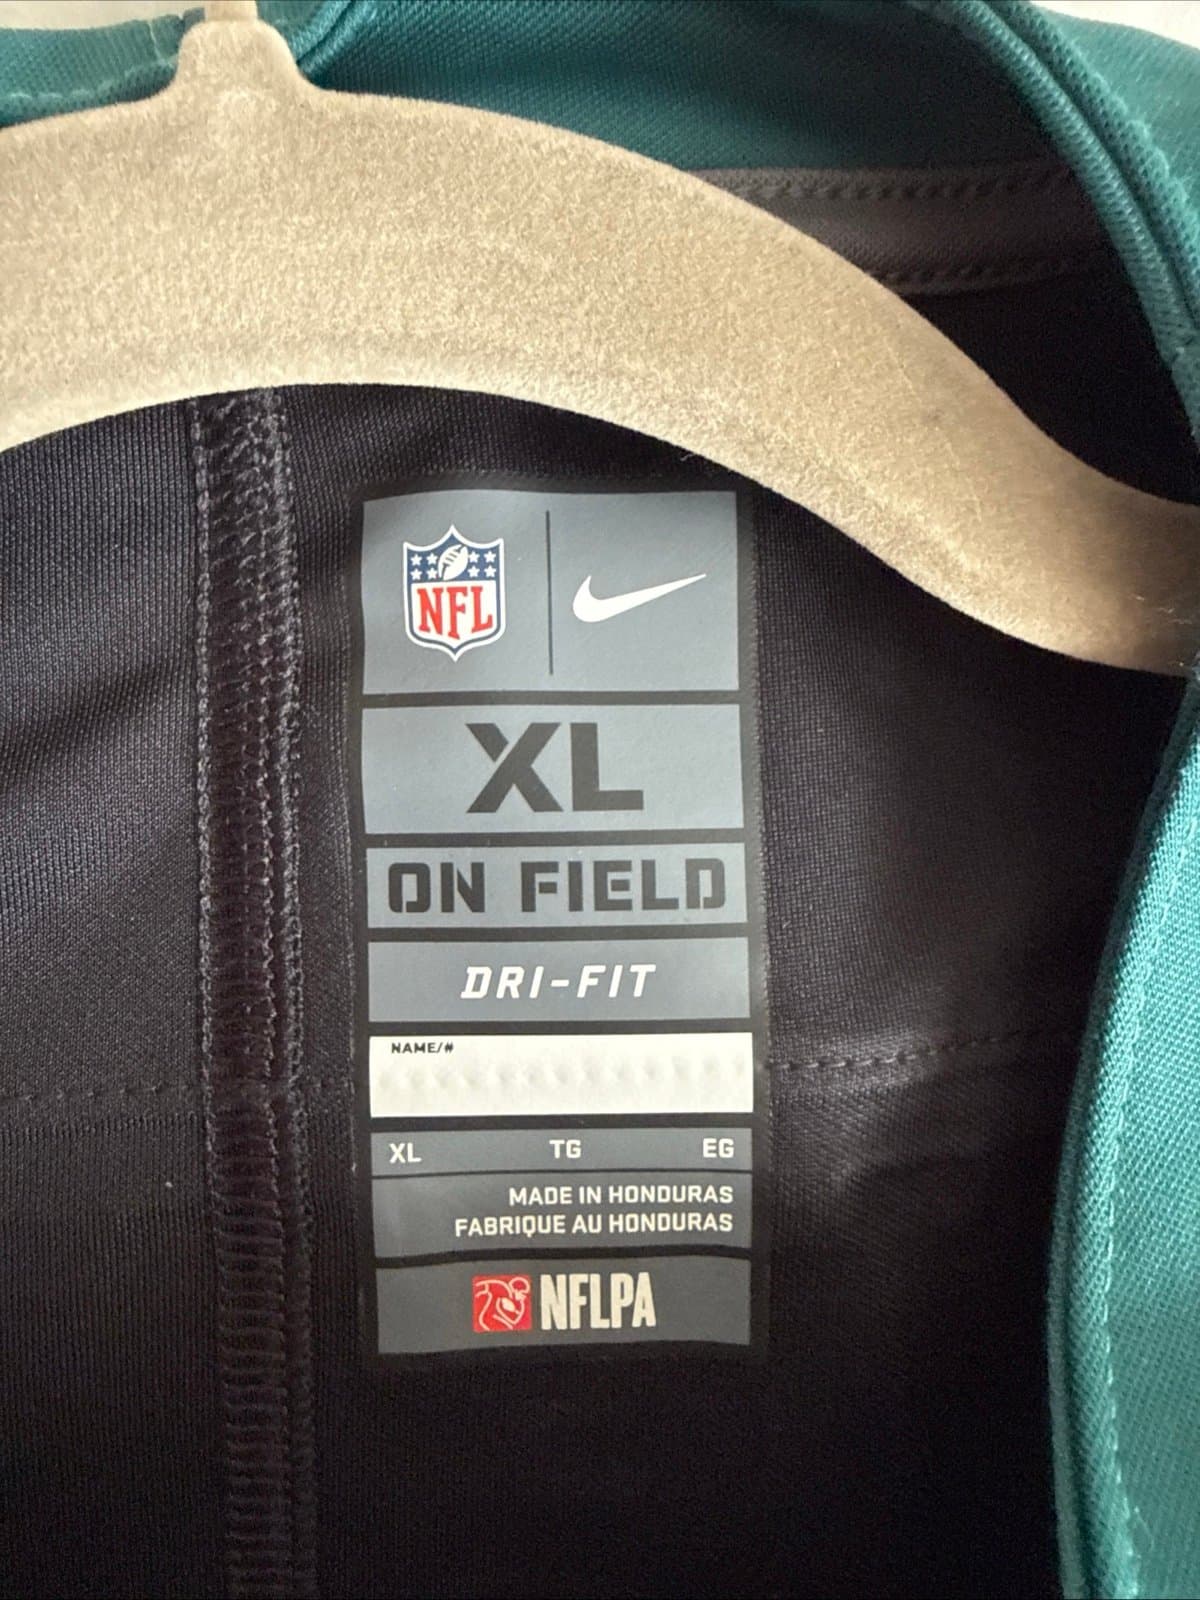 NFL
XL
ON FIELD
DRI-FIT
NAME/#
XL TG EG
MADE IN HONDURAS
FABRIQUE AU HONDURAS
NFLPA